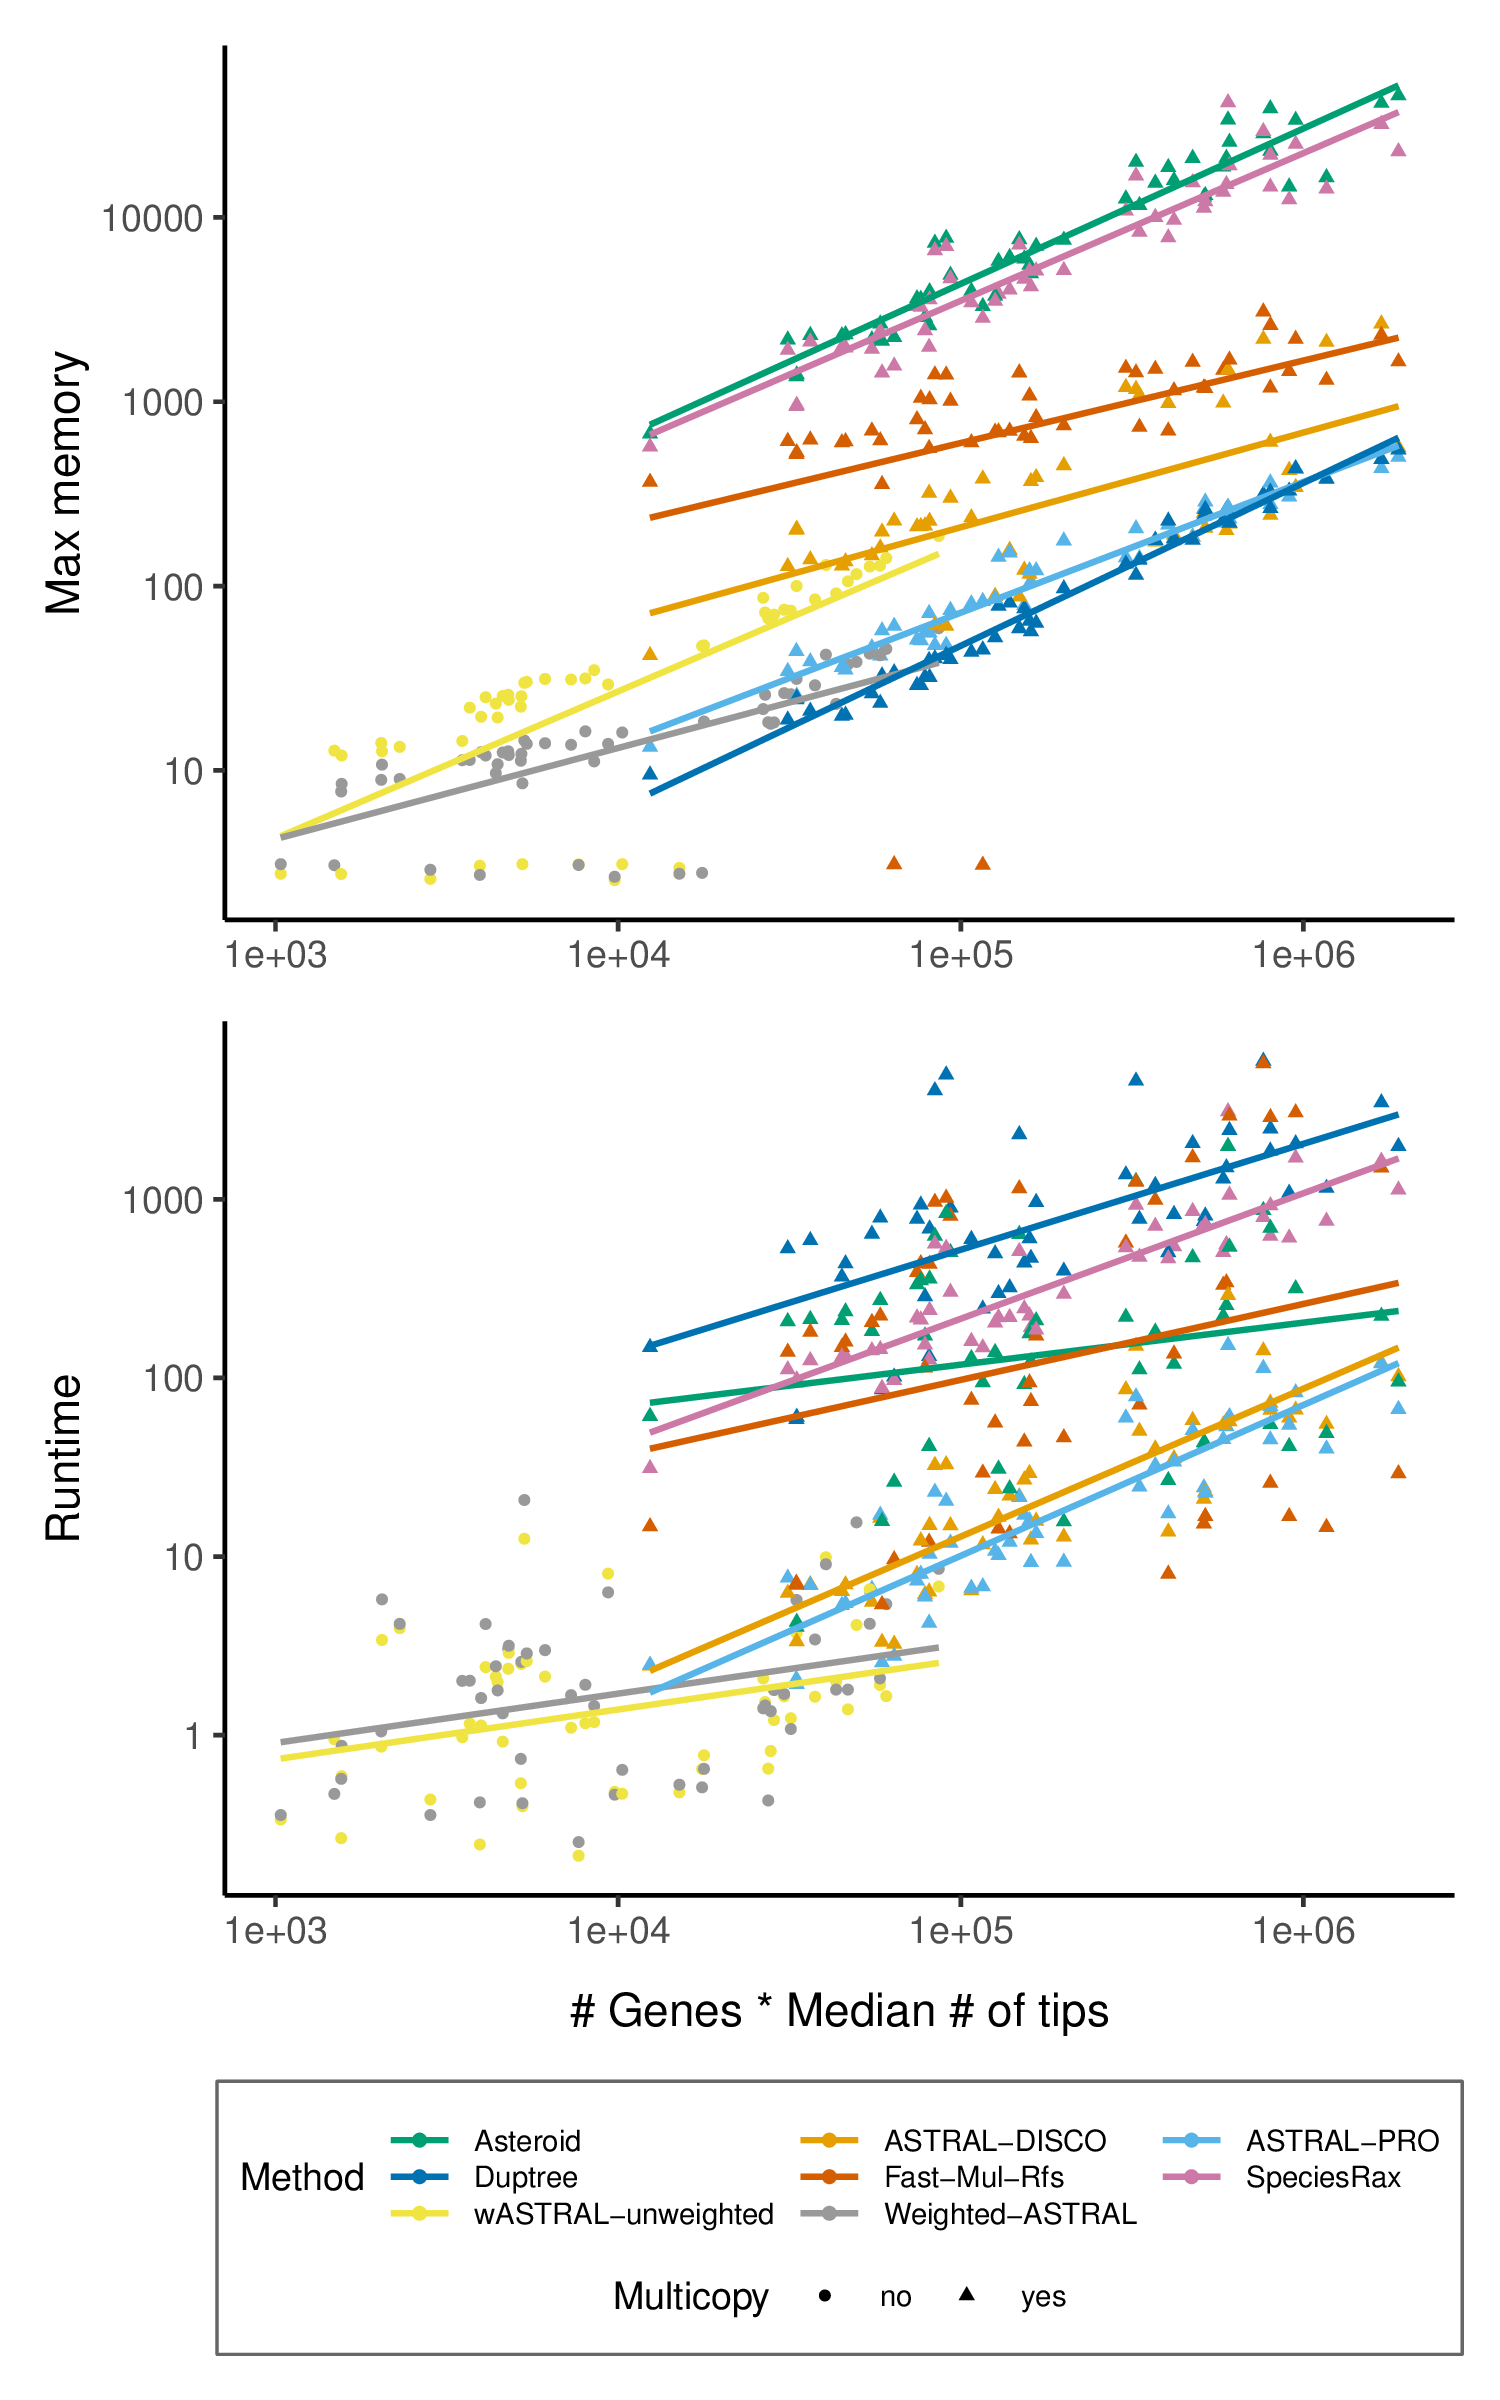 Max memory
10000
1000
100
10
1e+03 1e+04 1e+05 1e+06
Runtime
1000
100
10
1
1e+03 1e+04 1e+05 1e+06
# Genes * Median # of tips
Method
Asteroid ASTRAL−DISCO ASTRAL−PRO
Duptree Fast−Mul−Rfs SpeciesRax
wASTRAL−unweighted Weighted−ASTRAL
Multicopy no yes